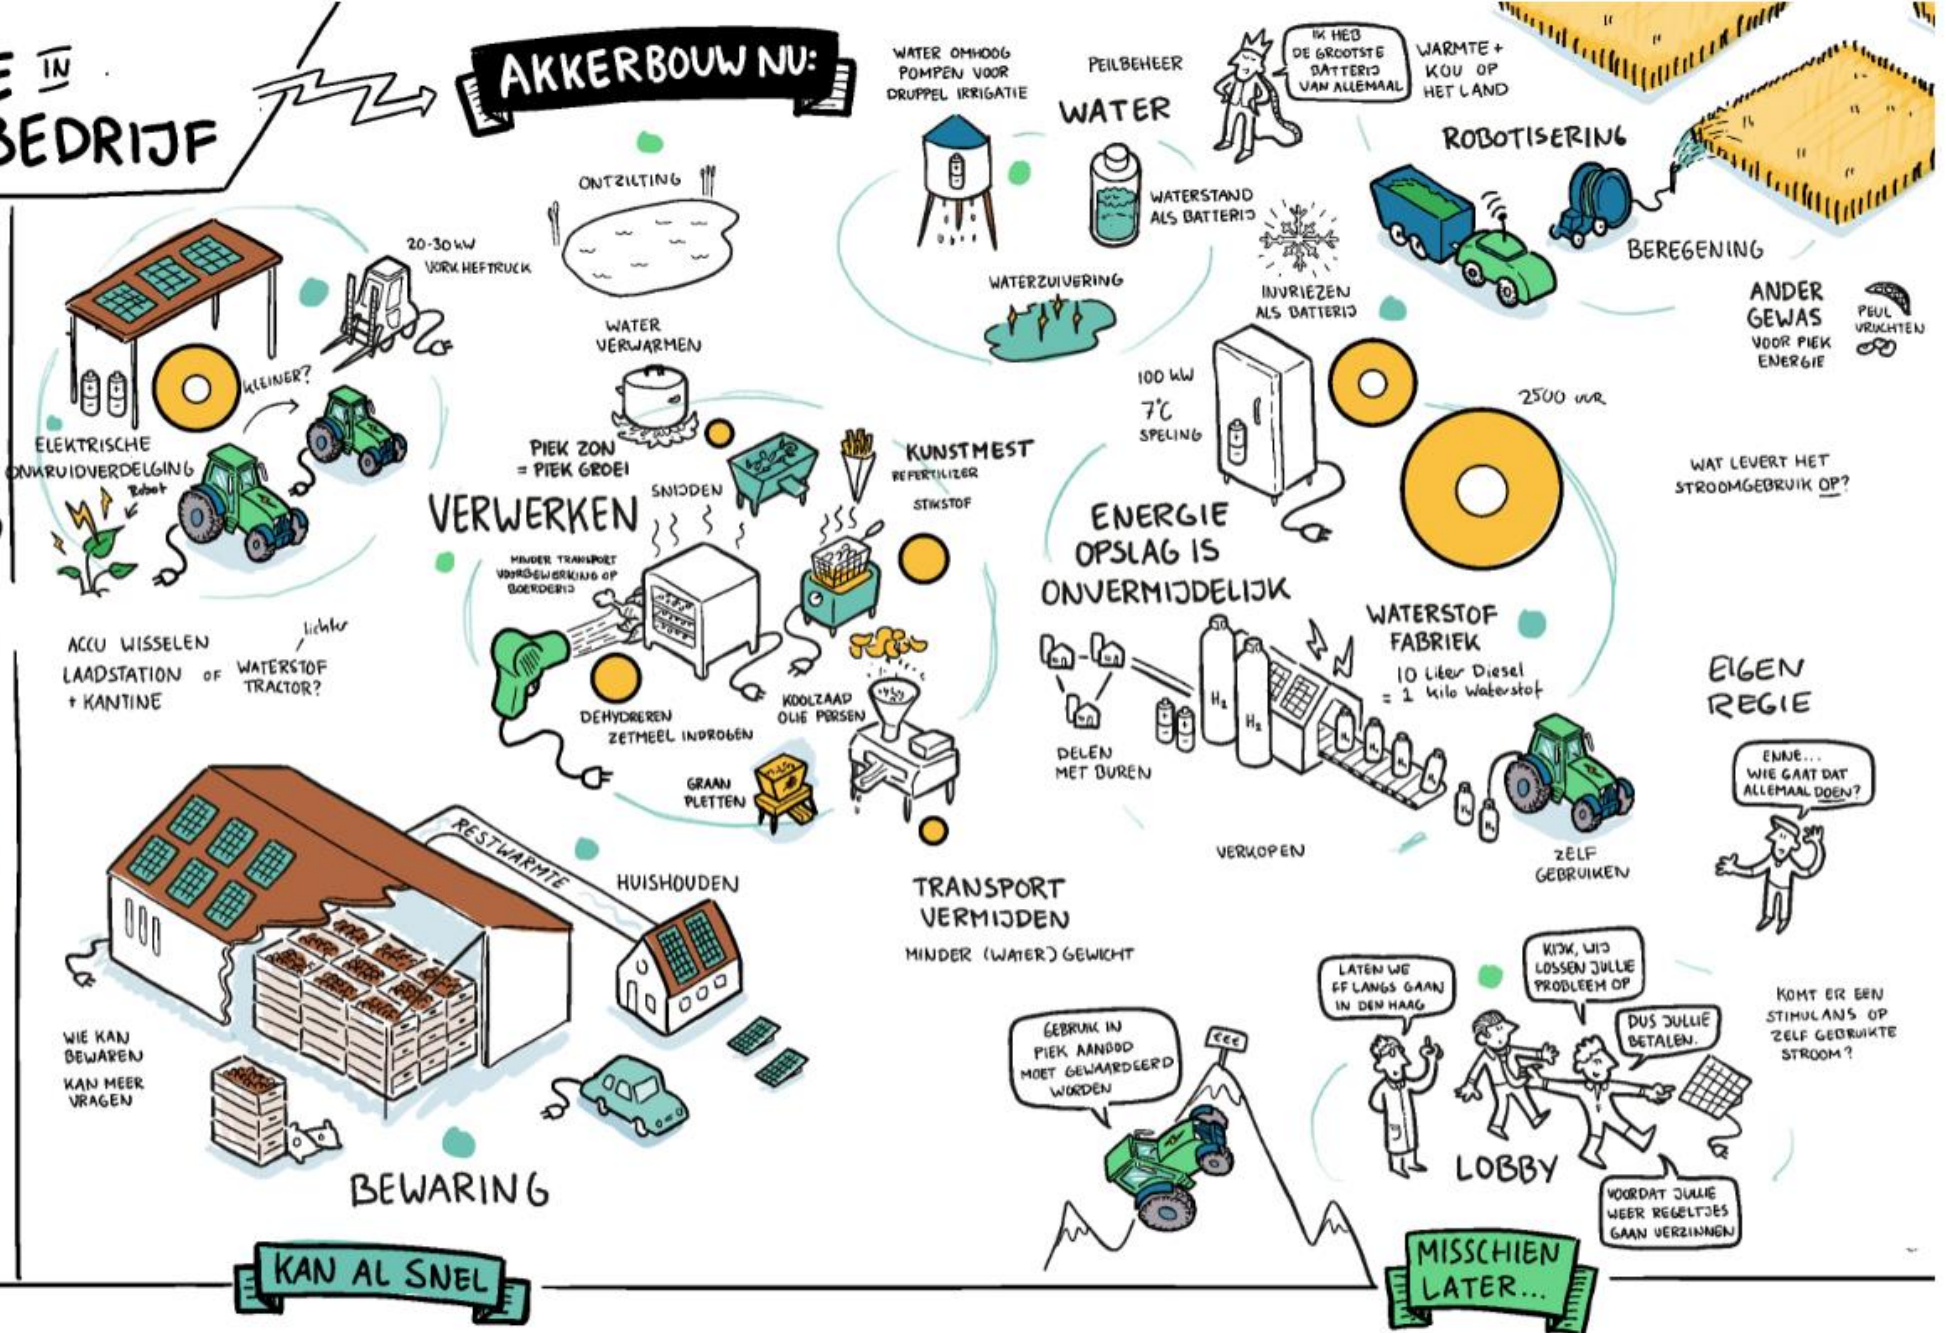 IN
BEDRIJF
AKKERBOUW NU:
WATER OMHOOG
POMPEN VOOR
DRUPPEL IRRIGATIE
PEILBEHEER
WATER
IK HEB
DE GROOTSTE
BATTERIJ
VAN ALLEMAAL
WARMTE +
KOU OP
HET LAND
ROBOTISERING
ONTZILTING
WATERSTAND
ALS BATTERIJ
BEREGENING
20-30 kW
VORKHEFTRUCK
WATERZUIVERING
INVRIEZEN
ALS BATTERIJ
ANDER
GEWAS
VOOR PIEK
ENERGIE
PEUL
VRUCHTEN
WATER
VERWARMEN
KLEINER?
100 kW
7°C
SPELING
2500 UUR
ELEKTRISCHE
ONKRUIDVERDELGING
Robot
PIEK ZON
= PIEK GROEI
VERWERKEN
SNIJDEN
KUNSTMEST
REFERTILIZER
STIKSTOF
WAT LEVERT HET
STROOMGEBRUIK OP?
MINDER TRANSPORT
VOORBEWERKING OP
BOERDERIJ
ENERGIE
OPSLAG IS
ONVERMIJDELIJK
WATERSTOF
FABRIEK
10 Liter Diesel
= 1 kilo Waterstof
ACCU WISSELEN
LAADSTATION OF
+ KANTINE
lichter
WATERSTOF
TRACTOR?
H2
H2
DEHYDREREN
ZETMEEL INDROGEN
KOOLZAAD
OLIE PERSEN
GRAAN
PLETTEN
DELEN
MET BUREN
EIGEN
REGIE
ENNE...
WIE GAAT DAT
ALLEMAAL DOEN?
VERKOPEN
ZELF
GEBRUIKEN
RESTWARMTE
HUISHOUDEN
TRANSPORT
VERMIJDEN
MINDER (WATER) GEWICHT
WIE KAN
BEWAREN
KAN MEER
VRAGEN
BEWARING
GEBRUIK IN
PIEK AANBOD
MOET GEWAARDEERD
WORDEN
€€€
LATEN WE
FF LANGS GAAN
IN DEN HAAG
KIJK, WIJ
LOSSEN JULLIE
PROBLEEM OP
DUS JULLIE
BETALEN.
VOORDAT JULLIE
WEER REGELTJES
GAAN VERZINNEN
LOBBY
KOMT ER EEN
STIMULANS OP
ZELF GEBRUIKTE
STROOM?
KAN AL SNEL
MISSCHIEN
LATER...